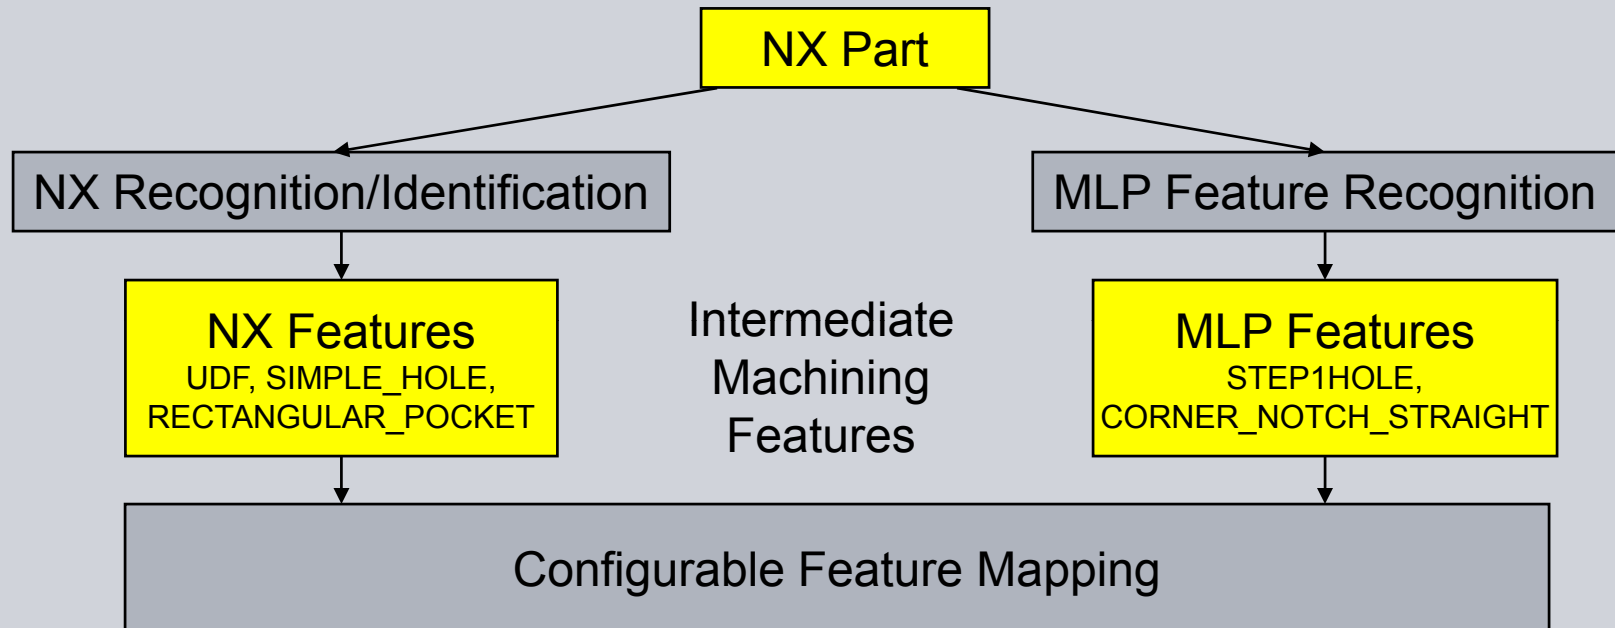 NX Part
NX Recognition/Identification
MLP Feature Recognition
NX Features
UDF, SIMPLE_HOLE,
RECTANGULAR_POCKET
Intermediate
Machining
Features
MLP Features
STEP1HOLE,
CORNER_NOTCH_STRAIGHT
Configurable Feature Mapping